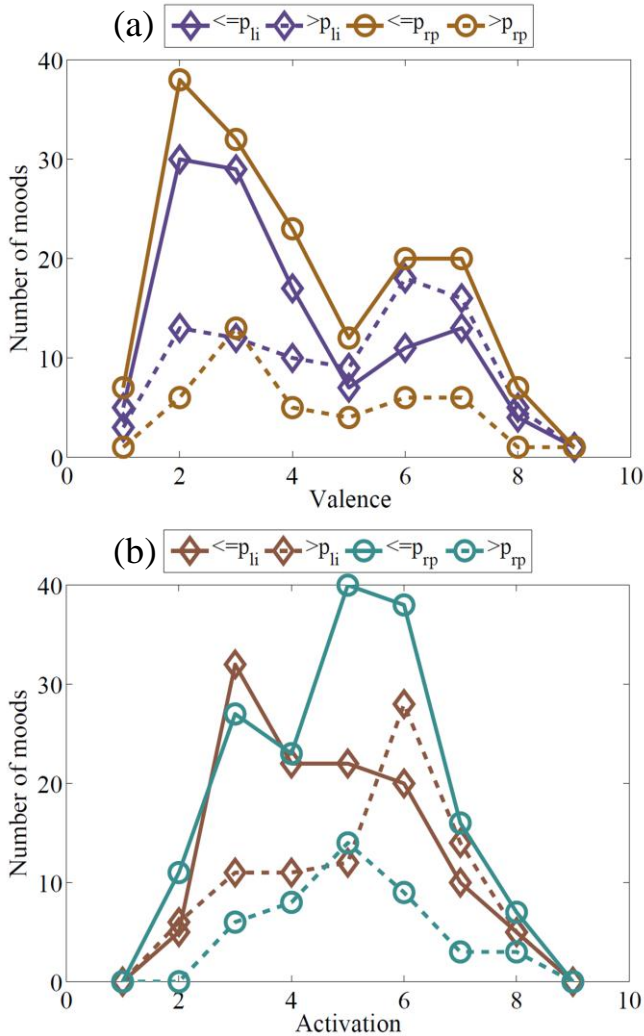 (a) <=p_li >p_li <=p_rp >p_rp
40
30
20
10
0
Number of moods
0 2 4 6 8 10
Valence
(b) <=p_li >p_li <=p_rp >p_rp
40
30
20
10
0
Number of moods
0 2 4 6 8 10
Activation